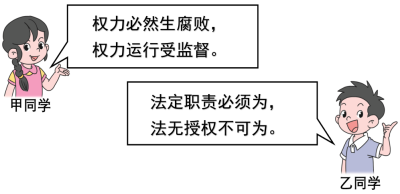 权力必然生腐败，
权力运行受监督。
甲同学
法定职责必须为，
法无授权不可为。
乙同学